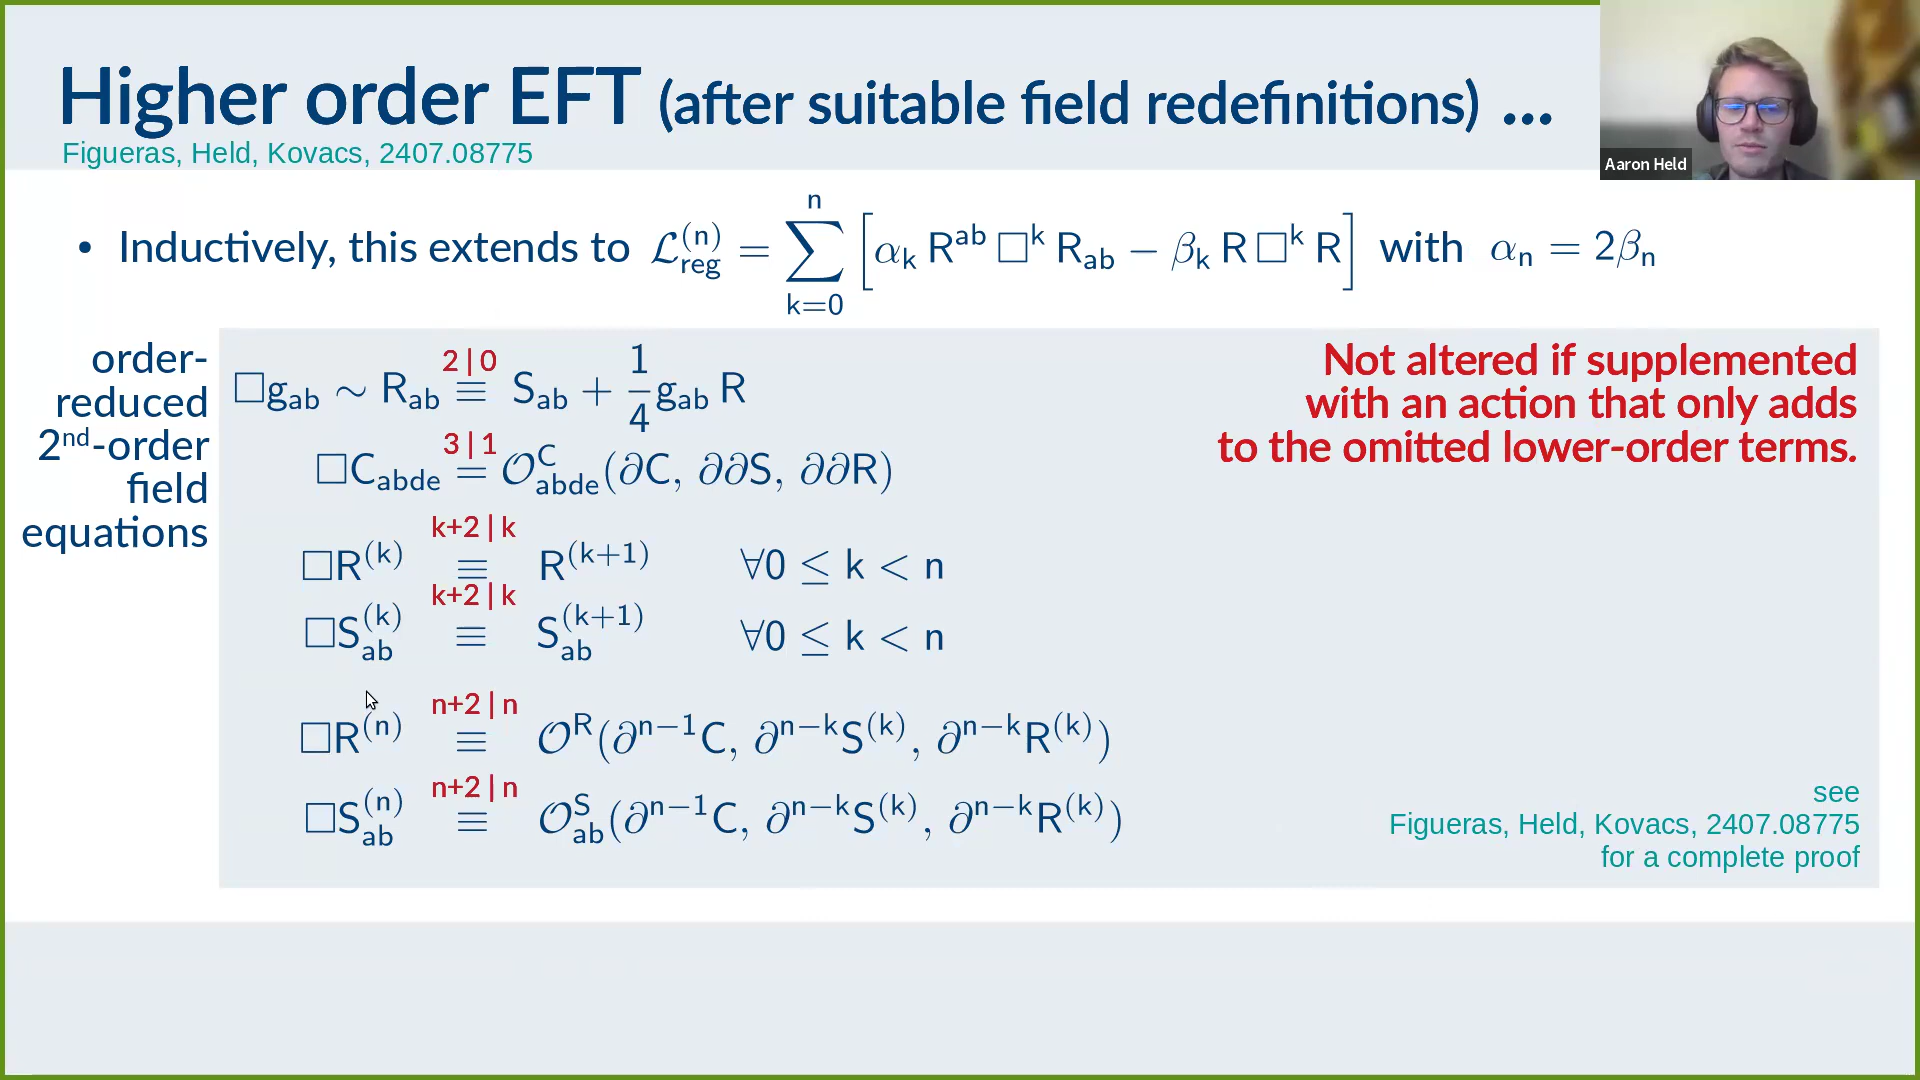 Higher order EFT (after suitable field redefinitions) ...
Figueras, Held, Kovacs, 2407.08775
Aaron Held
• Inductively, this extends to ℒ_reg^(n) = ∑_{k=0}^{n} [α_k R^ab □^k R_ab − β_k R □^k R] with α_n = 2β_n
order-
reduced
2nd-order
field
equations
□g_ab ∼ R_ab ≡ S_ab + 1/4 g_ab R
2|0
□C_abde = O^C_abde(∂C, ∂∂S, ∂∂R)
3|1
□R^(k) ≡ R^(k+1) ∀0 ≤ k < n
k+2|k
□S_ab^(k) ≡ S_ab^(k+1) ∀0 ≤ k < n
k+2|k
□R^(n) ≡ O^R(∂^{n−1}C, ∂^{n−k}S^(k), ∂^{n−k}R^(k))
n+2|n
□S_ab^(n) ≡ O^S_ab(∂^{n−1}C, ∂^{n−k}S^(k), ∂^{n−k}R^(k))
n+2|n
Not altered if supplemented
with an action that only adds
to the omitted lower-order terms.
see
Figueras, Held, Kovacs, 2407.08775
for a complete proof